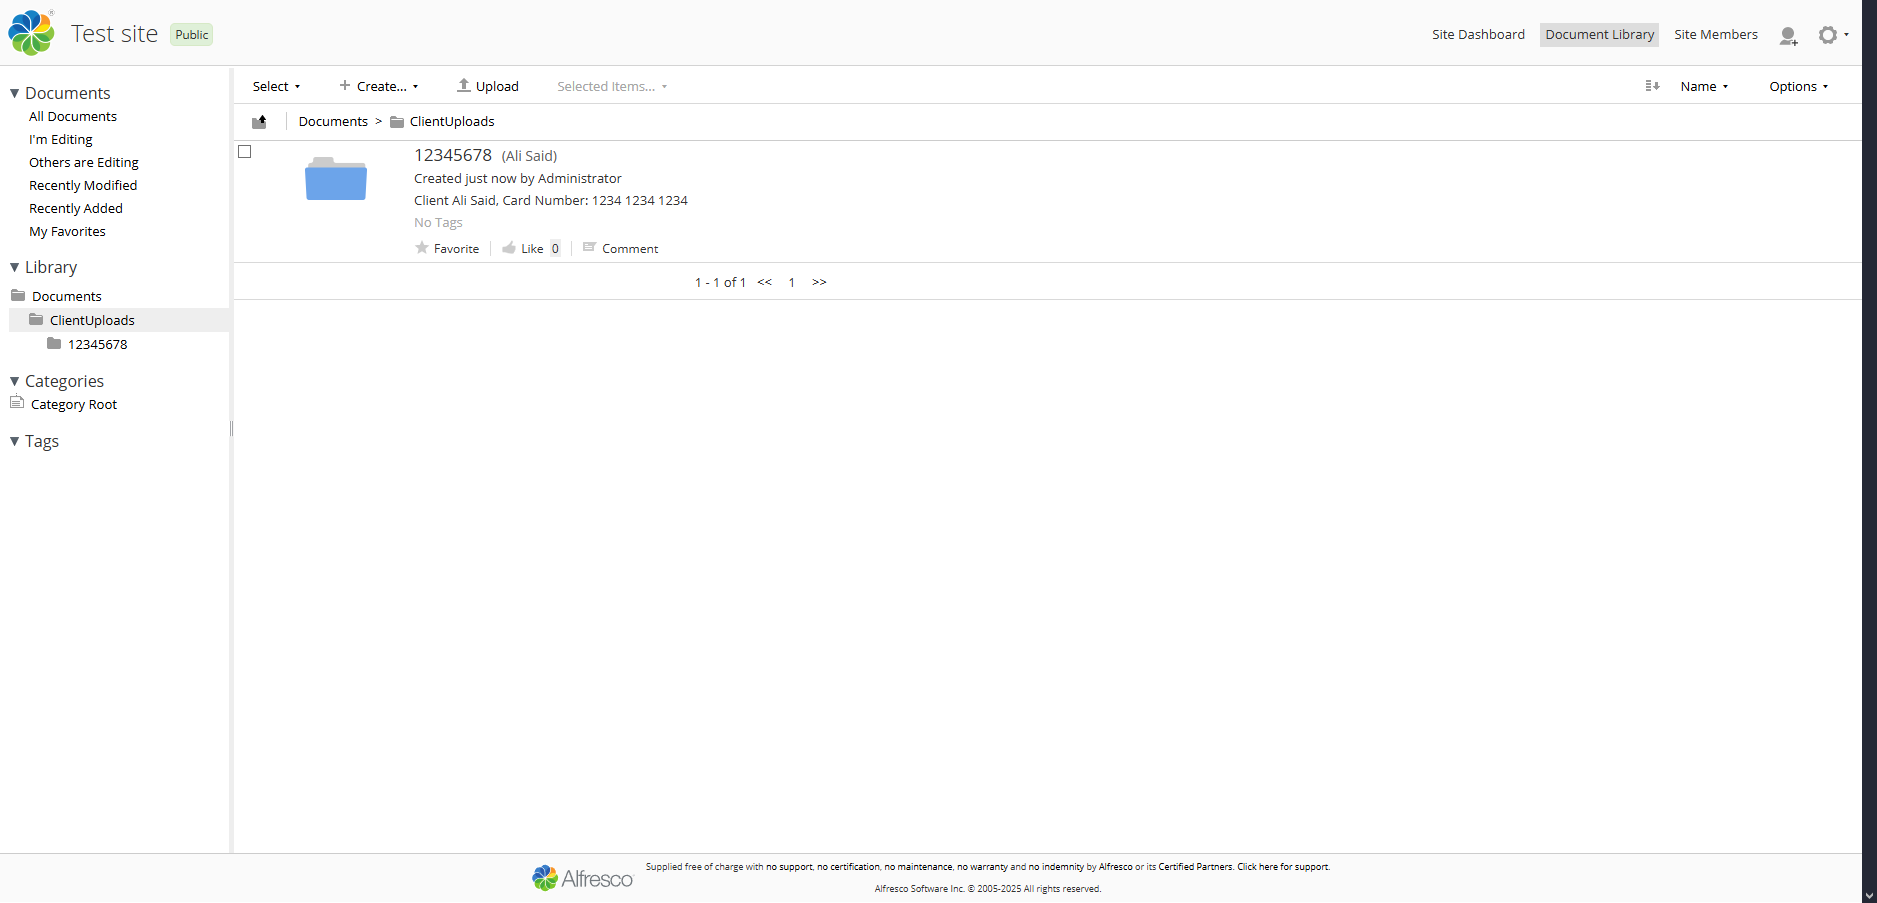 Test site Public
Site Dashboard Document Library Site Members
Documents
All Documents
I'm Editing
Others are Editing
Recently Modified
Recently Added
My Favorites
Library
Documents
ClientUploads
12345678
Categories
Category Root
Tags
Select Create... Upload Selected Items... Name Options
Documents > ClientUploads
12345678 (Ali Said)
Created just now by Administrator
Client Ali Said, Card Number: 1234 1234 1234
No Tags
Favorite Like 0 Comment
1 - 1 of 1 << 1 >>
Alfresco
Supplied free of charge with no support, no certification, no maintenance, no warranty and no indemnity by Alfresco or its Certified Partners. Click here for support.
Alfresco Software Inc. © 2005-2025 All rights reserved.